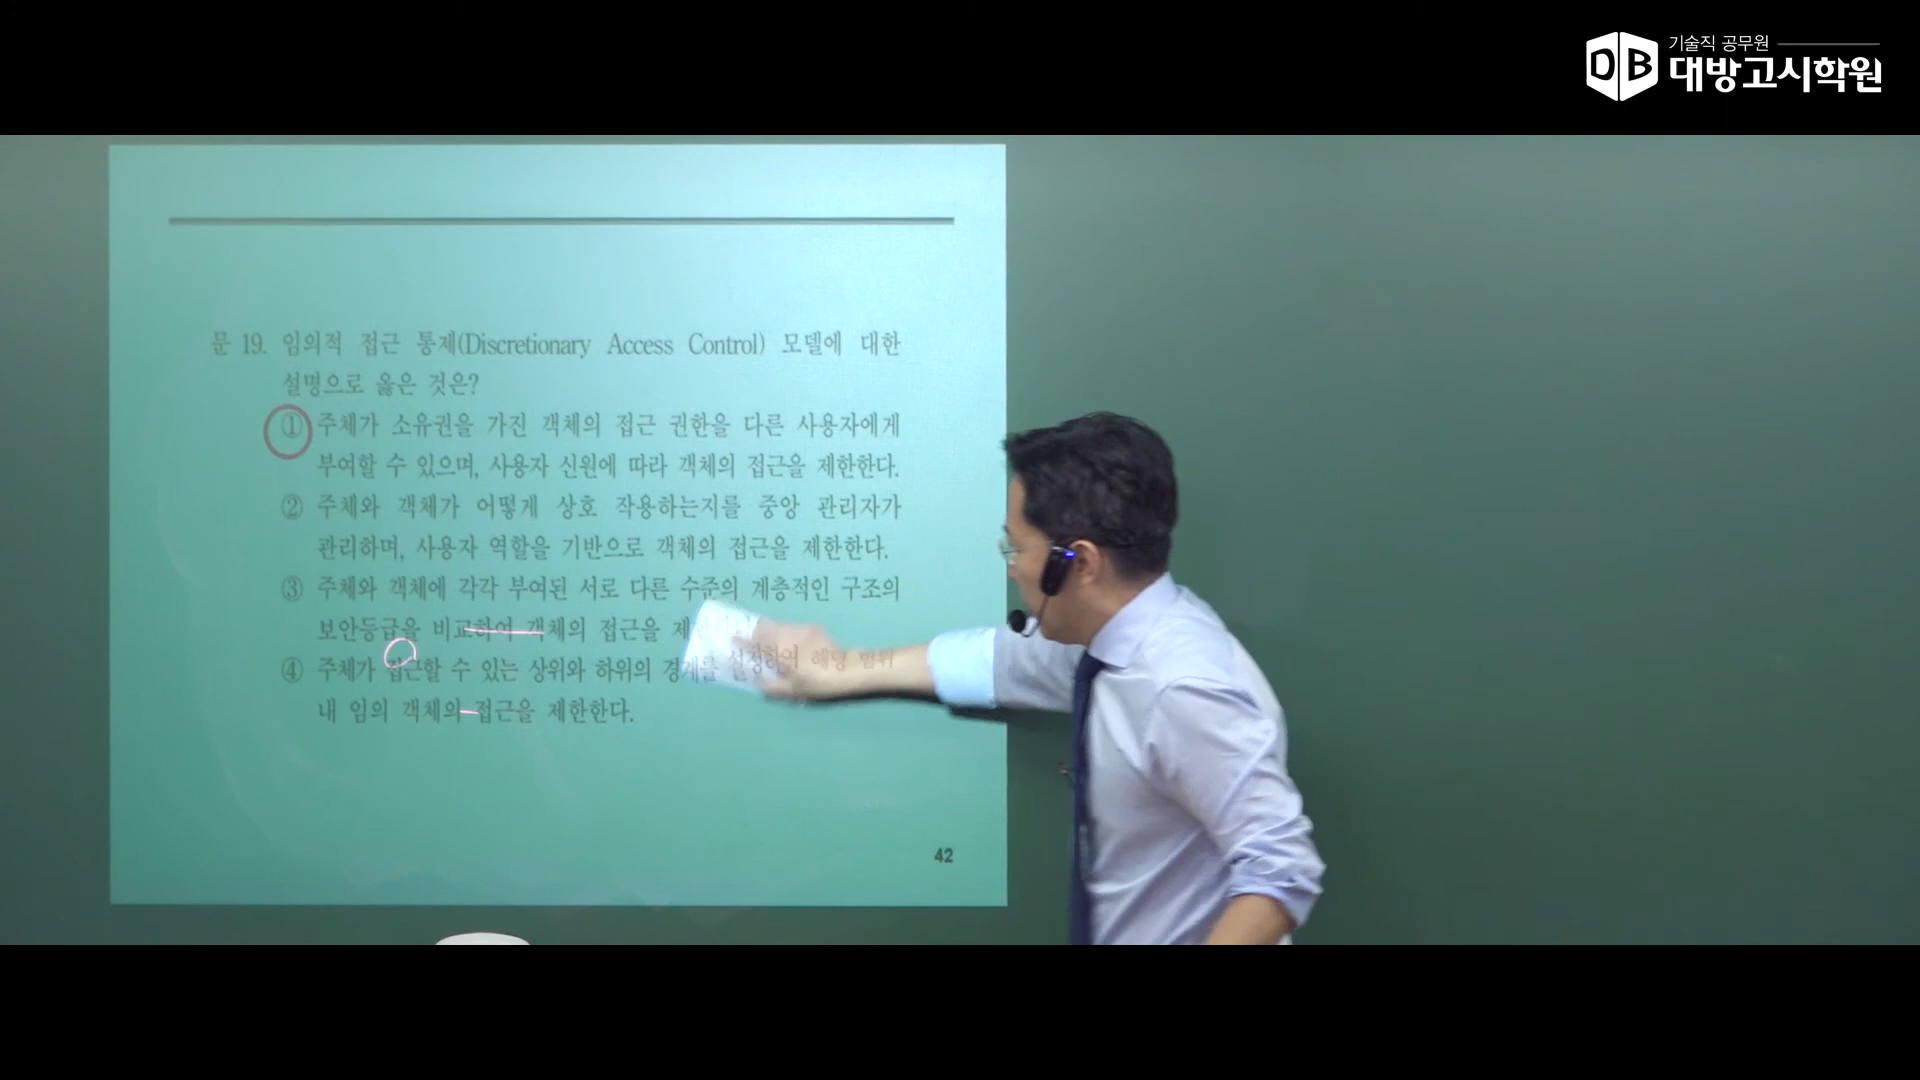 기술직 공무원
DB 대방고시학원
문 19. 임의적 접근 통제(Discretionary Access Control) 모델에 대한
설명으로 옳은 것은?
① 주체가 소유권을 가진 객체의 접근 권한을 다른 사용자에게
부여할 수 있으며, 사용자 신원에 따라 객체의 접근을 제한한다.
② 주체와 객체가 어떻게 상호 작용하는지를 중앙 관리자가
관리하며, 사용자 역할을 기반으로 객체의 접근을 제한한다.
③ 주체와 객체에 각각 부여된 서로 다른 수준의 계층적인 구조의
보안등급을 비교하여 객체의 접근을
④ 주체가 접근할 수 있는 상위와 하위의 경계를 설정하여 해당 범위
내 임의 객체의 접근을 제한한다.
42